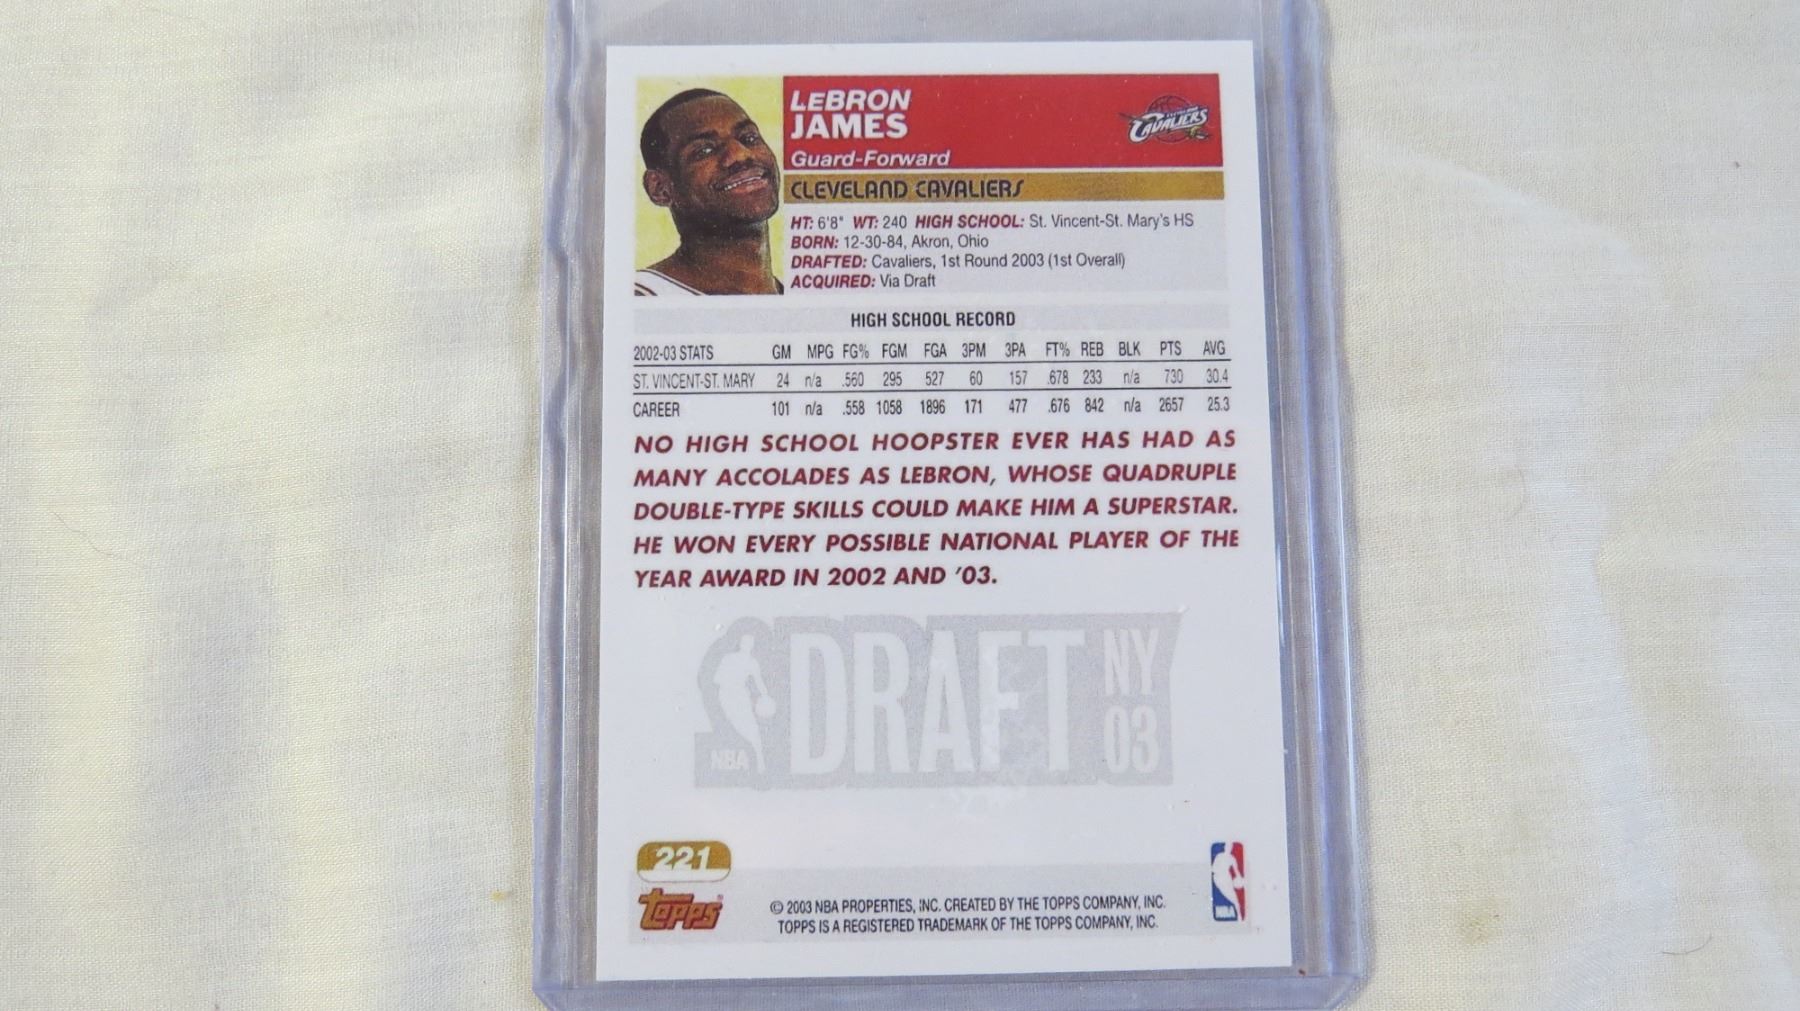 LEBRON
JAMES
Guard-Forward
CAVALIERS
CLEVELAND CAVALIERS
HT: 6'8" WT: 240 HIGH SCHOOL: St. Vincent-St. Mary's HS
BORN: 12-30-84, Akron, Ohio
DRAFTED: Cavaliers, 1st Round 2003 (1st Overall)
ACQUIRED: Via Draft
HIGH SCHOOL RECORD
2002-03 STATS GM MPG FG% FGM FGA 3PM 3PA FT% REB BLK PTS AVG
ST. VINCENT-ST. MARY 24 n/a .560 295 527 60 157 .678 233 n/a 730 30.4
CAREER 101 n/a .558 1058 1896 171 477 .676 842 n/a 2657 25.3
NO HIGH SCHOOL HOOPSTER EVER HAS HAD AS
MANY ACCOLADES AS LEBRON, WHOSE QUADRUPLE
DOUBLE-TYPE SKILLS COULD MAKE HIM A SUPERSTAR.
HE WON EVERY POSSIBLE NATIONAL PLAYER OF THE
YEAR AWARD IN 2002 AND '03.
NBA DRAFT NY
03
221
Topps
© 2003 NBA PROPERTIES, INC. CREATED BY THE TOPPS COMPANY, INC.
TOPPS IS A REGISTERED TRADEMARK OF THE TOPPS COMPANY, INC.
NBA